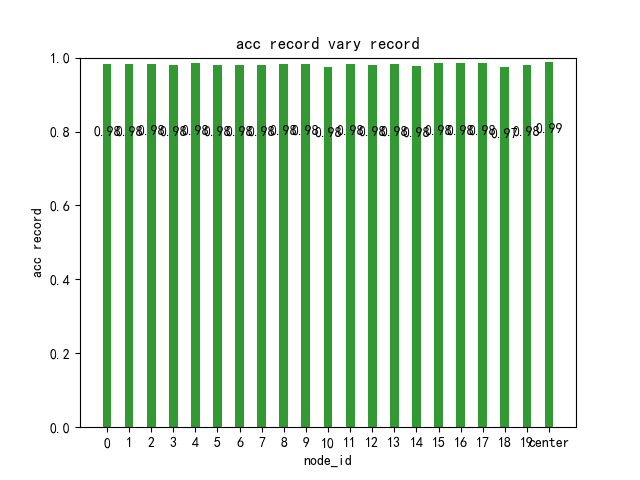 acc record vary record
1.0
0.8
0.6
0.4
0.2
0.0
acc record
0.98 0.98 0.98 0.98 0.98 0.98 0.98 0.98 0.98 0.98 0.98 0.98 0.98 0.98 0.98 0.98 0.98 0.98 0.97 0.98 0.99
0 1 2 3 4 5 6 7 8 9 10 11 12 13 14 15 16 17 18 19 center
node_id